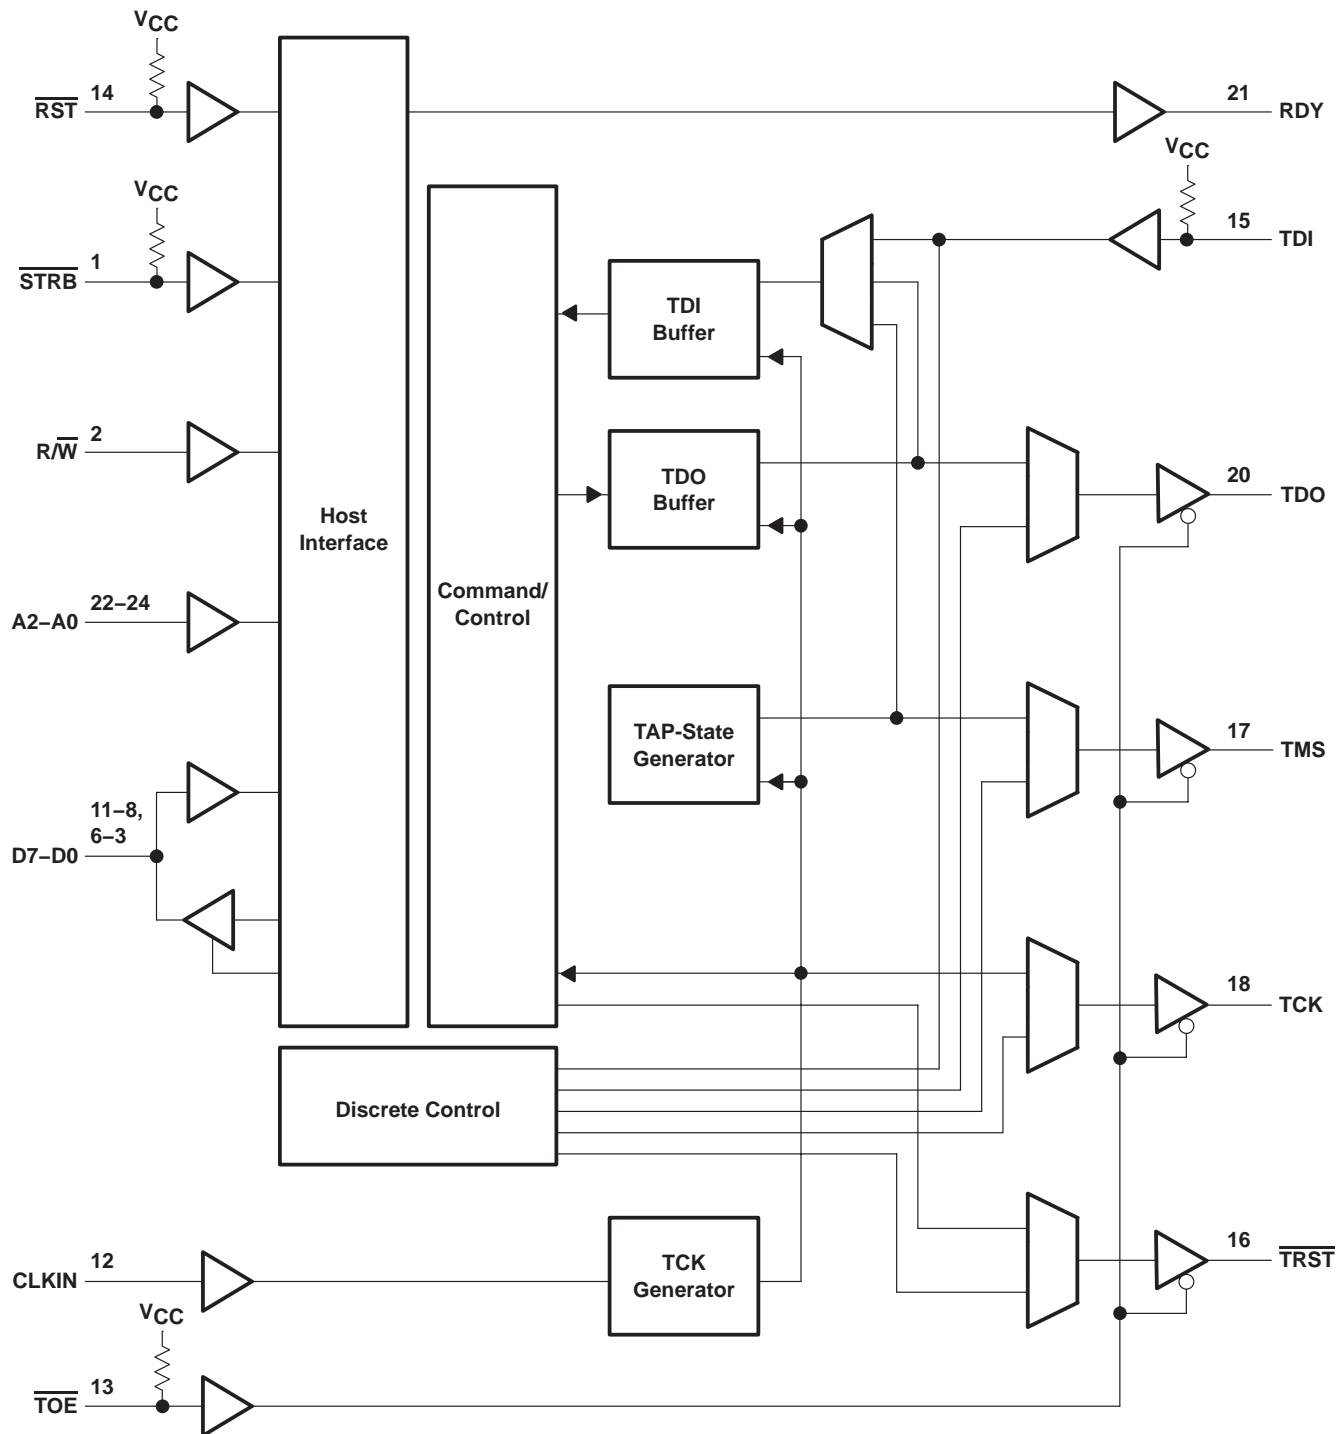 VCC
14
RST
21
RDY
VCC
VCC
15
TDI
1
STRB
TDI
Buffer
2
R/W
TDO
Buffer
20
TDO
Host
Interface
Command/
Control
22–24
A2–A0
TAP-State
Generator
17
TMS
11–8,
6–3
D7–D0
18
TCK
Discrete Control
12
CLKIN
TCK
Generator
16
TRST
VCC
13
TOE